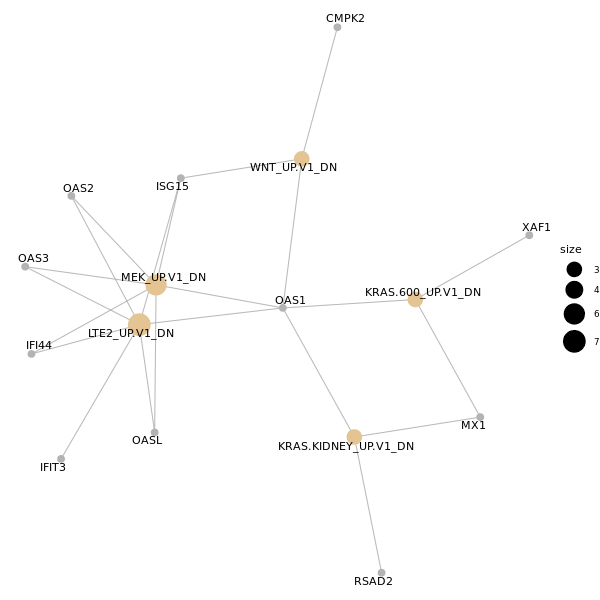 CMPK2
WNT_UP.V1_DN
ISG15
OAS2
XAF1
size
OAS3
3
MEK_UP.V1_DN
4
KRAS.600_UP.V1_DN
OAS1
6
LTE2_UP.V1_DN
7
IFI44
MX1
OASL
KRAS.KIDNEY_UP.V1_DN
IFIT3
RSAD2